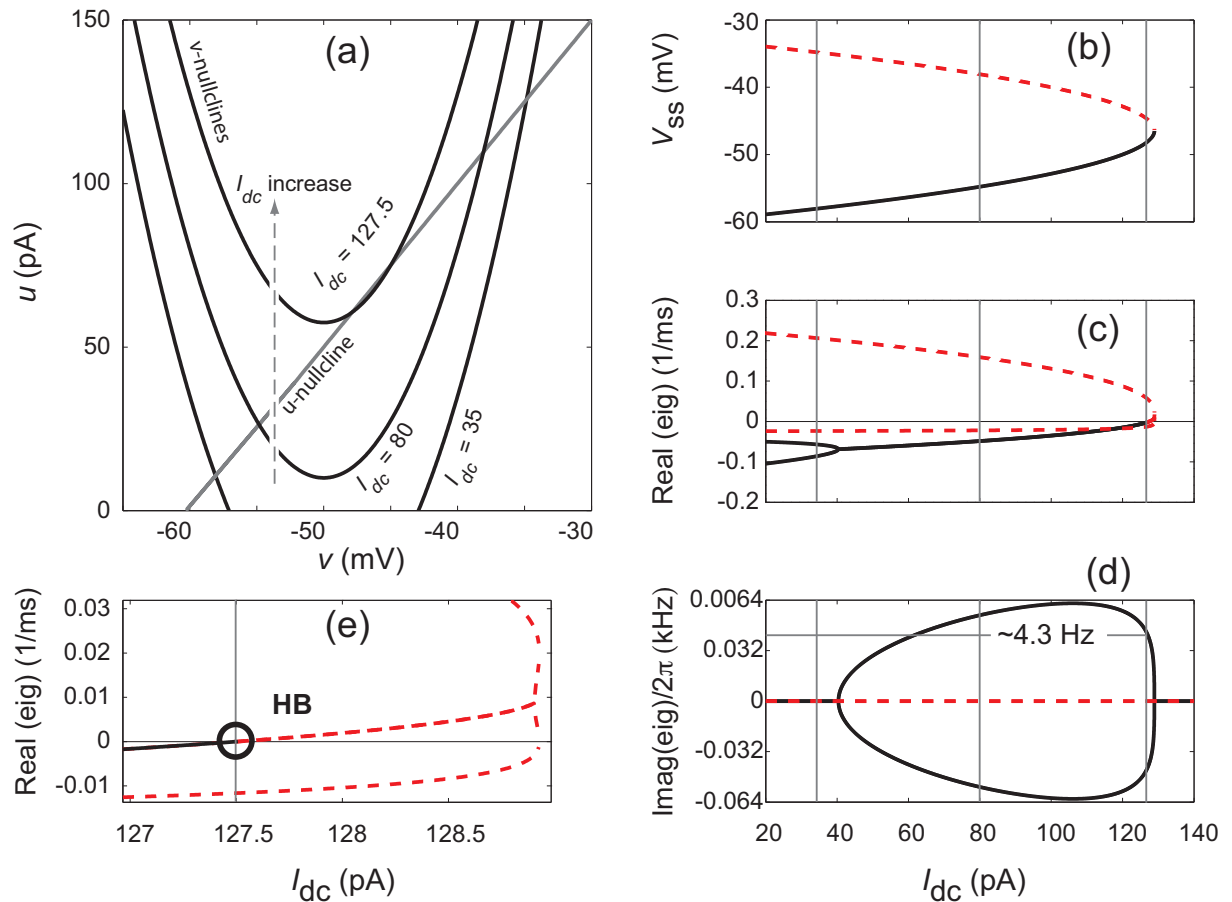 (a)
150
100
50
0
u (pA)
v-nullclines
I_dc increase
I_dc = 127.5
u-nullcline
I_dc = 80
I_dc = 35
-60
-50
-40
-30
v (mV)
(b)
-30
-40
-50
-60
V_ss (mV)
(c)
0.3
0.2
0.1
0
-0.1
-0.2
Real (eig) (1/ms)
(d)
0.0064
0.032
0
-0.032
-0.064
Imag(eig)/2π (kHz)
~4.3 Hz
20
40
60
80
100
120
140
I_dc (pA)
(e)
0.03
0.02
0.01
0
-0.01
Real (eig) (1/ms)
HB
127
127.5
128
128.5
I_dc (pA)